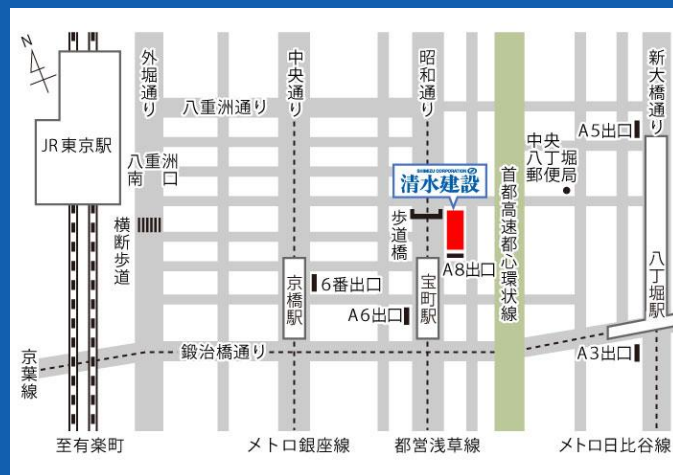 N
外堀通り
中央通り
昭和通り
新大橋通り
八重洲通り
A5出口
JR東京駅
中央
八丁堀
郵便局
八重洲
南口
SHIMIZU CORPORATION
清水建設
首都高速都心環状線
横断歩道
歩道橋
A8出口
京橋駅
6番出口
宝町駅
八丁堀駅
A6出口
鍛冶橋通り
A3出口
京葉線
至有楽町
メトロ銀座線
都営浅草線
メトロ日比谷線